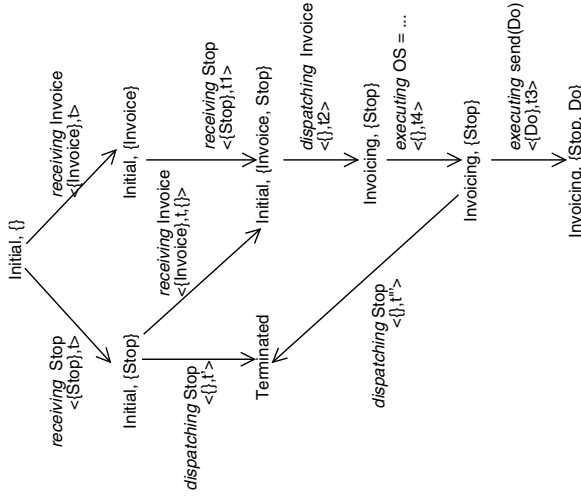 Initial, {}
receiving Stop
<{Stop},t>
receiving Invoice
<{Invoice},t>
Initial, {Stop}
Initial, {Invoice}
receiving Invoice
<{Invoice},t,{}>
receiving Stop
<{Stop},t1>
dispatching Stop
<{},t'>
Terminated
Initial, {Invoice, Stop}
dispatching Invoice
<{},t2>
Invoicing, {Stop}
executing OS = ...
<{},t4>
dispatching Stop
<{},t'''>
Invoicing, {Stop}
executing send(Do)
<{Do},t3>
Invoicing, {Stop, Do}